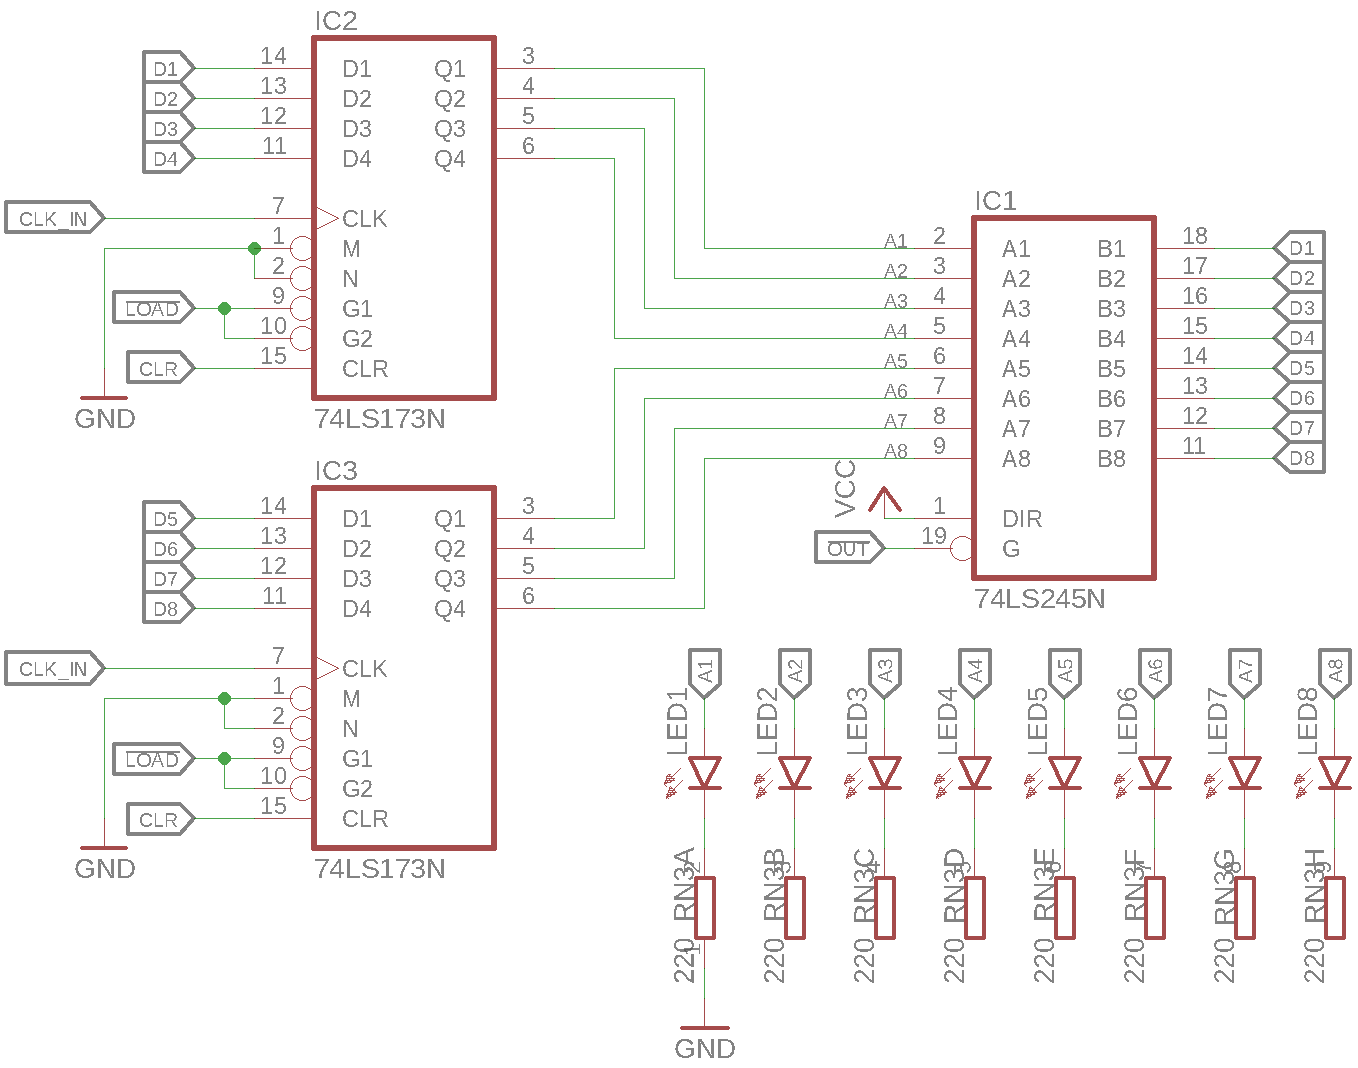 IC2
D1 14 D1 Q1 3
D2 13 D2 Q2 4
D3 12 D3 Q3 5
D4 11 D4 Q4 6
CLK_IN 7 CLK
1 M
2 N
LOAD 9 G1
10 G2
CLR 15 CLR
GND
74LS173N
IC1
A1 2 A1 B1 18 D1
A2 3 A2 B2 17 D2
A3 4 A3 B3 16 D3
A4 5 A4 B4 15 D4
A5 6 A5 B5 14 D5
A6 7 A6 B6 13 D6
A7 8 A7 B7 12 D7
A8 9 A8 B8 11 D8
VCC 1 DIR
OUT 19 G
74LS245N
IC3
D5 14 D1 Q1 3
D6 13 D2 Q2 4
D7 12 D3 Q3 5
D8 11 D4 Q4 6
CLK_IN 7 CLK
1 M
2 N
LOAD 9 G1
10 G2
CLR 15 CLR
GND
74LS173N
A1 A2 A3 A4 A5 A6 A7 A8
LED1 LED2 LED3 LED4 LED5 LED6 LED7 LED8
RN3A RN3B RN3C RN3D RN3E RN3F RN3G RN3H
220 220 220 220 220 220 220 220
GND